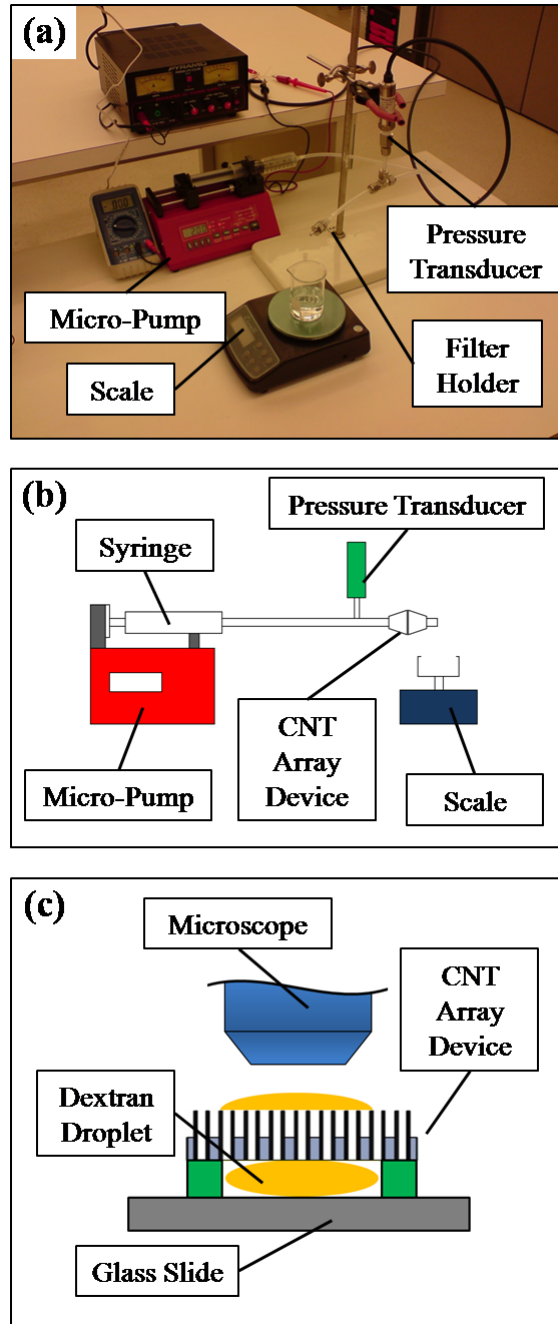 (a)
Pressure
Transducer
Micro-Pump
Scale
Filter
Holder
(b)
Pressure Transducer
Syringe
CNT
Array
Device
Micro-Pump
Scale
(c)
Microscope
CNT
Array
Device
Dextran
Droplet
Glass Slide